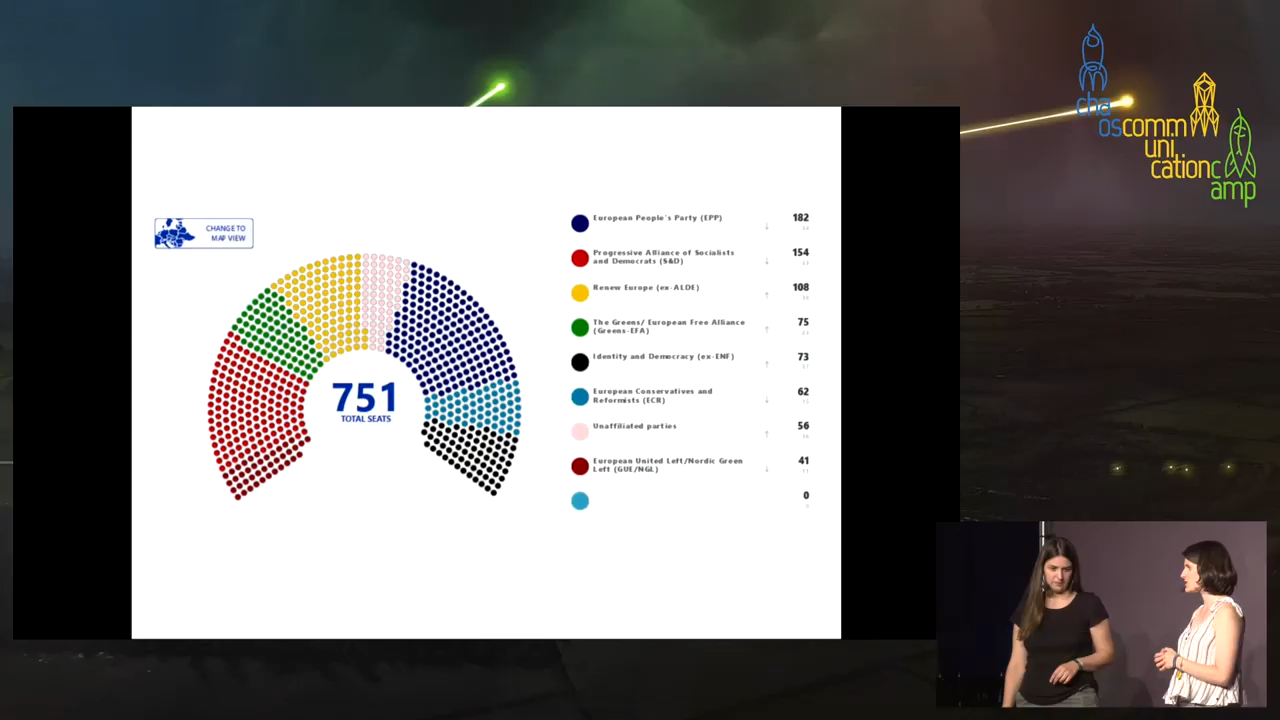 cha
oscomm
uni
cationc
amp
CHANGE TO
MAP VIEW
751
TOTAL SEATS
European People's Party (EPP) 182
Progressive Alliance of Socialists
and Democrats (S&D) 154
Renew Europe (ex-ALDE) 108
The Greens/ European Free Alliance
(Greens-EFA) 75
Identity and Democracy (ex-ENF) 73
European Conservatives and
Reformists (ECR) 62
Unaffiliated parties 56
European United Left/Nordic Green
Left (GUE/NGL) 41
0